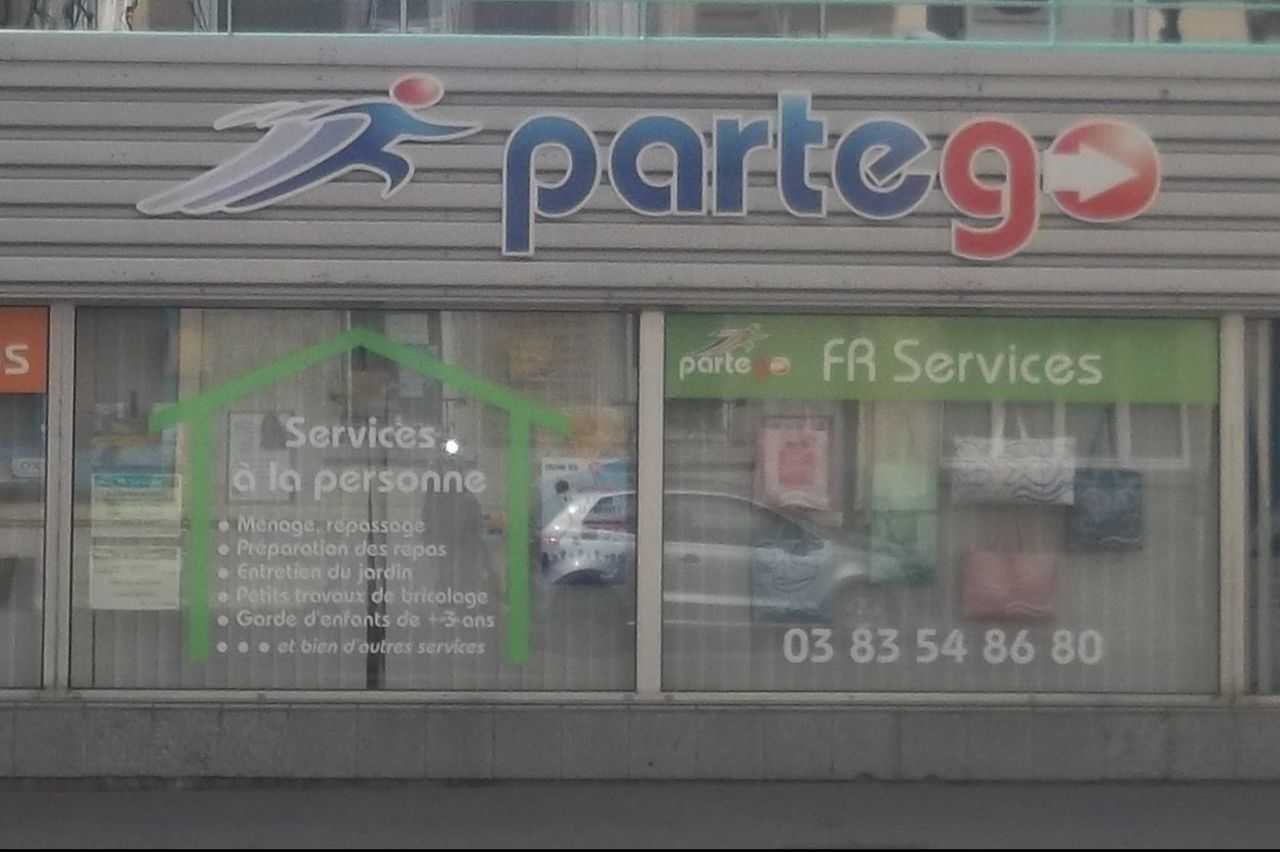 partego
s
Services
à la personne
• Ménage, repassage
• Préparation des repas
• Entretien du jardin
• Petits travaux de bricolage
• Garde d'enfants de +3 ans
• • • et bien d'autres services
partego FR Services
03 83 54 86 80